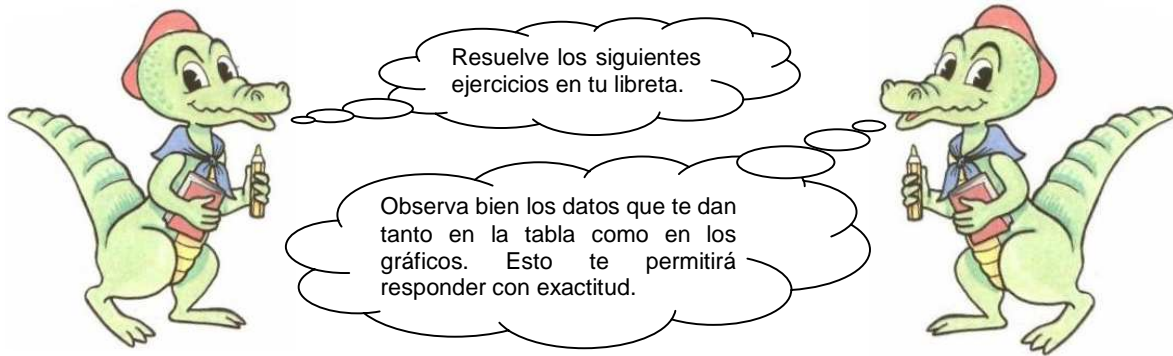 Resuelve los siguientes
ejercicios en tu libreta.
Observa bien los datos que te dan
tanto en la tabla como en los
gráficos. Esto te permitirá
responder con exactitud.